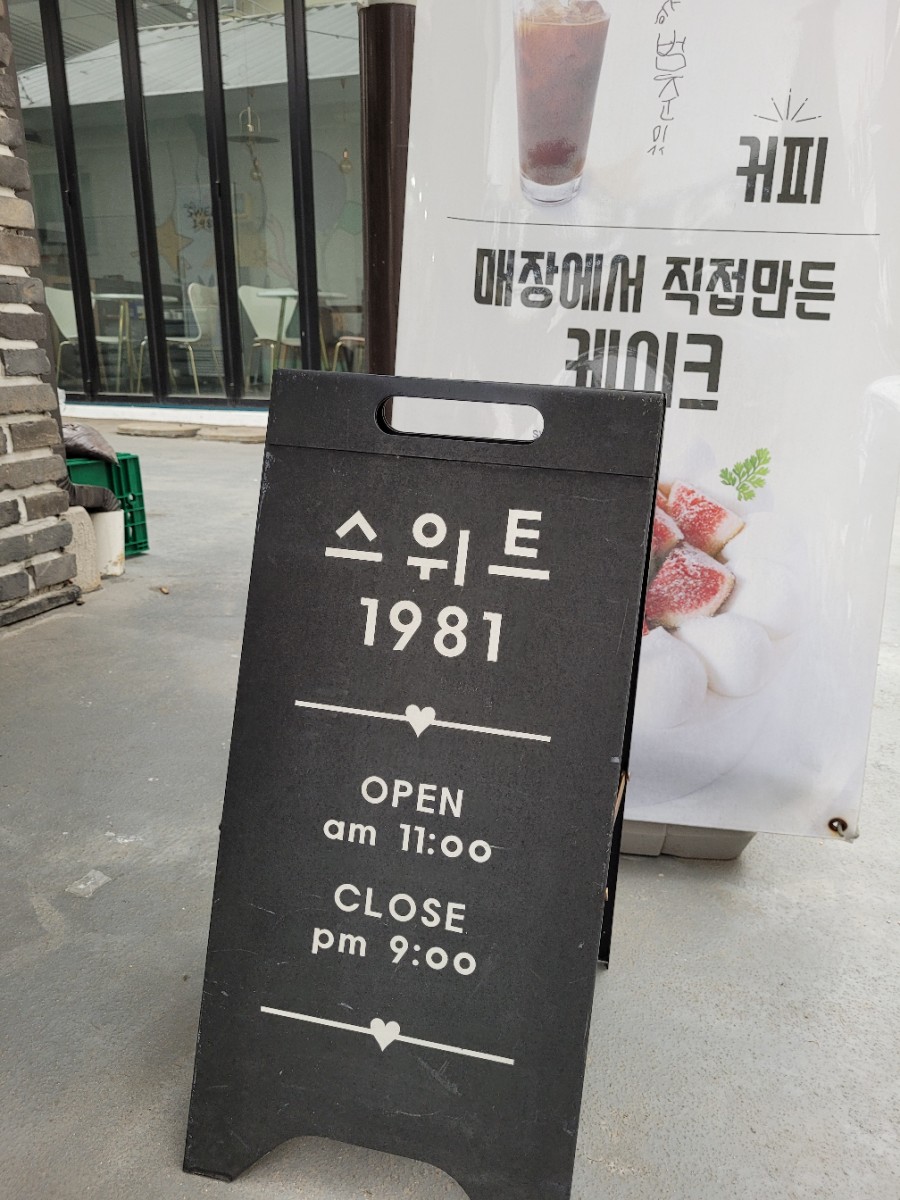 커피
매장에서 직접만든
케이크
스위트
1981
OPEN
am 11:00
CLOSE
pm 9:00